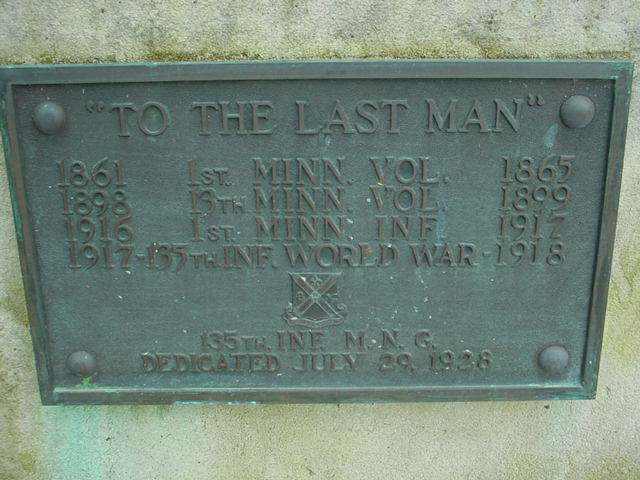 "TO THE LAST MAN"
1861 1ST. MINN. VOL. 1865
1898 13TH. MINN. VOL. 1899
1916 1ST. MINN. INF. 1917
1917-135TH INF. WORLD WAR-1918
135TH. INF. M. N. G.
DEDICATED JULY 29, 1928